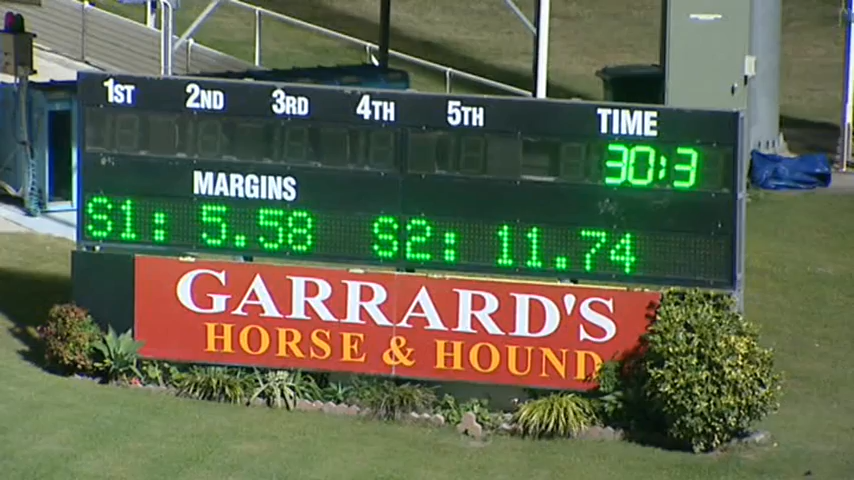 1ST 2ND 3RD 4TH 5TH TIME
30:3
MARGINS
S1: 5.58 S2: 11.74
GARRARD'S
HORSE & HOUND